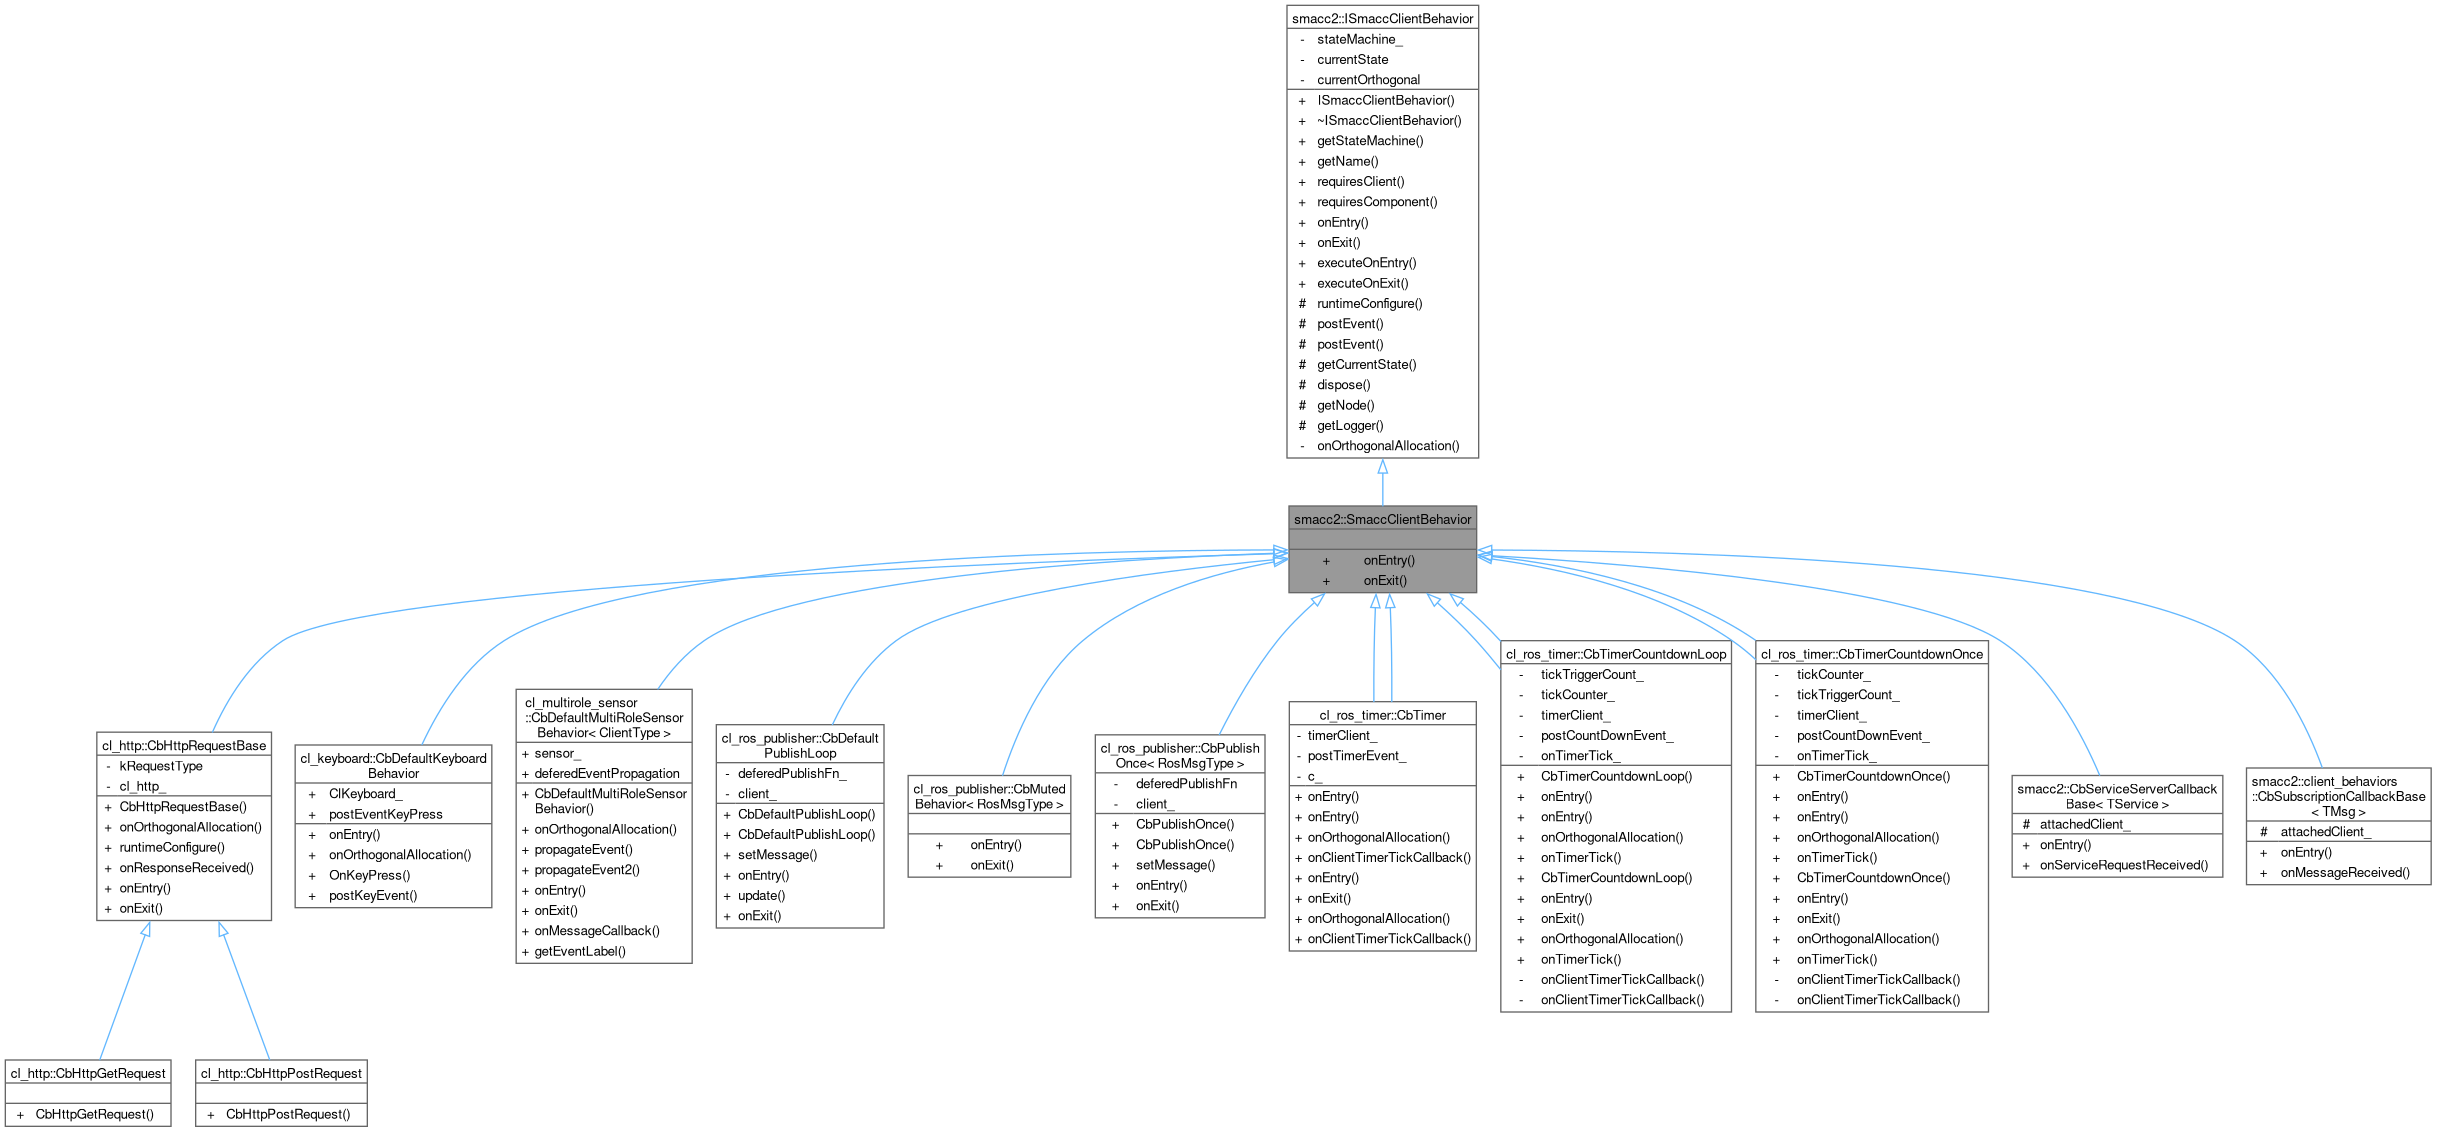 smacc2::ISmaccClientBehavior
- stateMachine_
- currentState
- currentOrthogonal
+ ISmaccClientBehavior()
+ ~ISmaccClientBehavior()
+ getStateMachine()
+ getName()
+ requiresClient()
+ requiresComponent()
+ onEntry()
+ onExit()
+ executeOnEntry()
+ executeOnExit()
# runtimeConfigure()
# postEvent()
# postEvent()
# getCurrentState()
# dispose()
# getNode()
# getLogger()
- onOrthogonalAllocation()
smacc2::SmaccClientBehavior
+ onEntry()
+ onExit()
cl_http::CbHttpRequestBase
- kRequestType
- cl_http_
+ CbHttpRequestBase()
+ onOrthogonalAllocation()
+ runtimeConfigure()
+ onResponseReceived()
+ onEntry()
+ onExit()
cl_keyboard::CbDefaultKeyboard
Behavior
+ ClKeyboard_
+ postEventKeyPress
+ onEntry()
+ onOrthogonalAllocation()
+ OnKeyPress()
+ postKeyEvent()
cl_multirole_sensor
::CbDefaultMultiRoleSensor
Behavior< ClientType >
+ sensor_
+ deferedEventPropagation
+ CbDefaultMultiRoleSensor
Behavior()
+ onOrthogonalAllocation()
+ propagateEvent()
+ propagateEvent2()
+ onEntry()
+ onExit()
+ onMessageCallback()
+ getEventLabel()
cl_ros_publisher::CbDefault
PublishLoop
- deferedPublishFn_
- client_
+ CbDefaultPublishLoop()
+ CbDefaultPublishLoop()
+ setMessage()
+ onEntry()
+ update()
+ onExit()
cl_ros_publisher::CbMuted
Behavior< RosMsgType >
+ onEntry()
+ onExit()
cl_ros_publisher::CbPublish
Once< RosMsgType >
- deferedPublishFn
- client_
+ CbPublishOnce()
+ CbPublishOnce()
+ setMessage()
+ onEntry()
+ onExit()
cl_ros_timer::CbTimer
- timerClient_
- postTimerEvent_
- c_
+ onEntry()
+ onEntry()
+ onOrthogonalAllocation()
+ onClientTimerTickCallback()
+ onEntry()
+ onExit()
+ onOrthogonalAllocation()
+ onClientTimerTickCallback()
cl_ros_timer::CbTimerCountdownLoop
- tickTriggerCount_
- tickCounter_
- timerClient_
- postCountDownEvent_
- onTimerTick_
+ CbTimerCountdownLoop()
+ onEntry()
+ onEntry()
+ onOrthogonalAllocation()
+ onTimerTick()
+ CbTimerCountdownLoop()
+ onEntry()
+ onExit()
+ onOrthogonalAllocation()
+ onTimerTick()
- onClientTimerTickCallback()
- onClientTimerTickCallback()
cl_ros_timer::CbTimerCountdownOnce
- tickCounter_
- tickTriggerCount_
- timerClient_
- postCountDownEvent_
- onTimerTick_
+ CbTimerCountdownOnce()
+ onEntry()
+ onEntry()
+ onOrthogonalAllocation()
+ onTimerTick()
+ CbTimerCountdownOnce()
+ onEntry()
+ onExit()
+ onOrthogonalAllocation()
+ onTimerTick()
- onClientTimerTickCallback()
- onClientTimerTickCallback()
smacc2::CbServiceServerCallback
Base< TService >
# attachedClient_
+ onEntry()
+ onServiceRequestReceived()
smacc2::client_behaviors
::CbSubscriptionCallbackBase
< TMsg >
# attachedClient_
+ onEntry()
+ onMessageReceived()
cl_http::CbHttpGetRequest
+ CbHttpGetRequest()
cl_http::CbHttpPostRequest
+ CbHttpPostRequest()